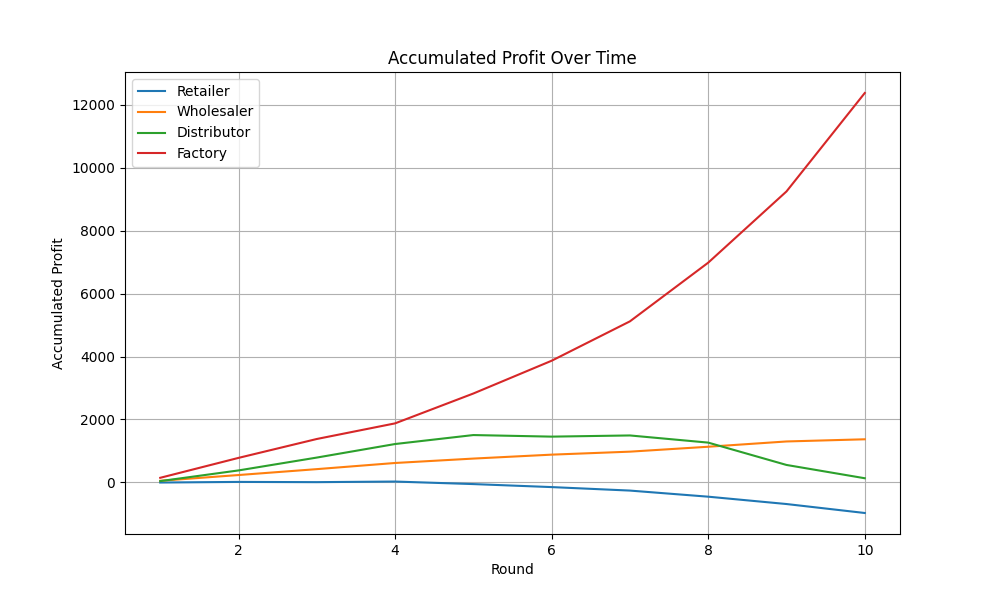 Accumulated Profit Over Time
Retailer
Wholesaler
Distributor
Factory
Accumulated Profit
12000
10000
8000
6000
4000
2000
0
2 4 6 8 10
Round